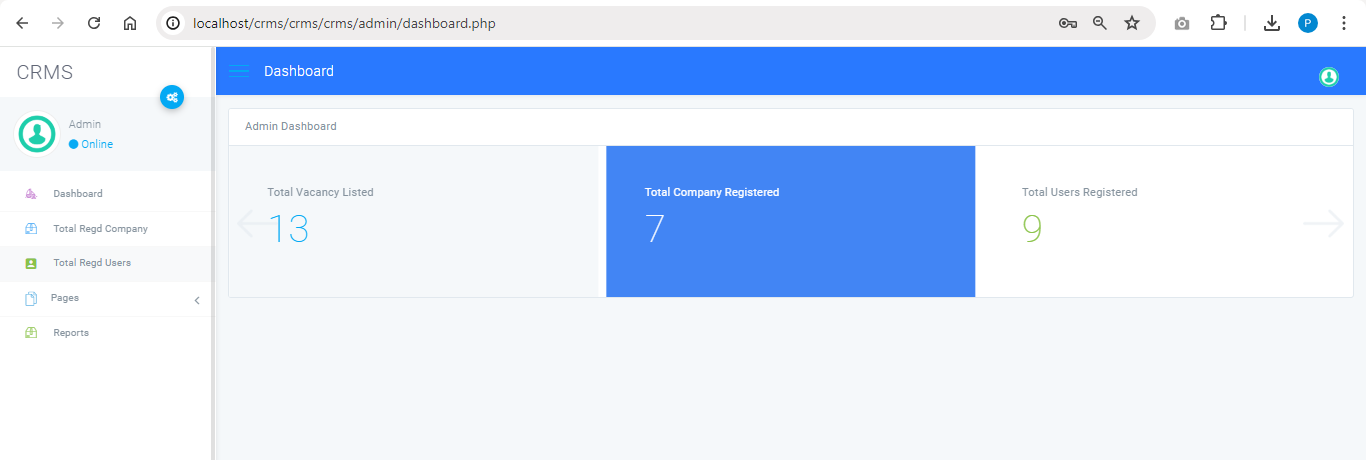 localhost/crms/crms/crms/admin/dashboard.php
P
CRMS
Dashboard
Admin
Online
Dashboard
Total Regd Company
Total Regd Users
Pages
Reports
Admin Dashboard
Total Vacancy Listed
13
Total Company Registered
7
Total Users Registered
9